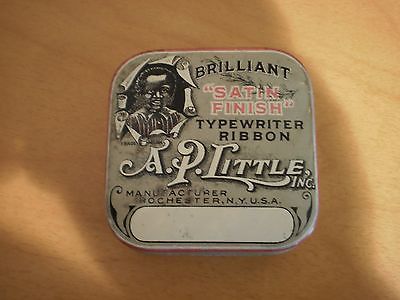 BRILLIANT
"SATIN
FINISH"
TYPEWRITER
RIBBON
A.P. LITTLE,
INC.
MANUFACTURER
ROCHESTER, N.Y. U.S.A.